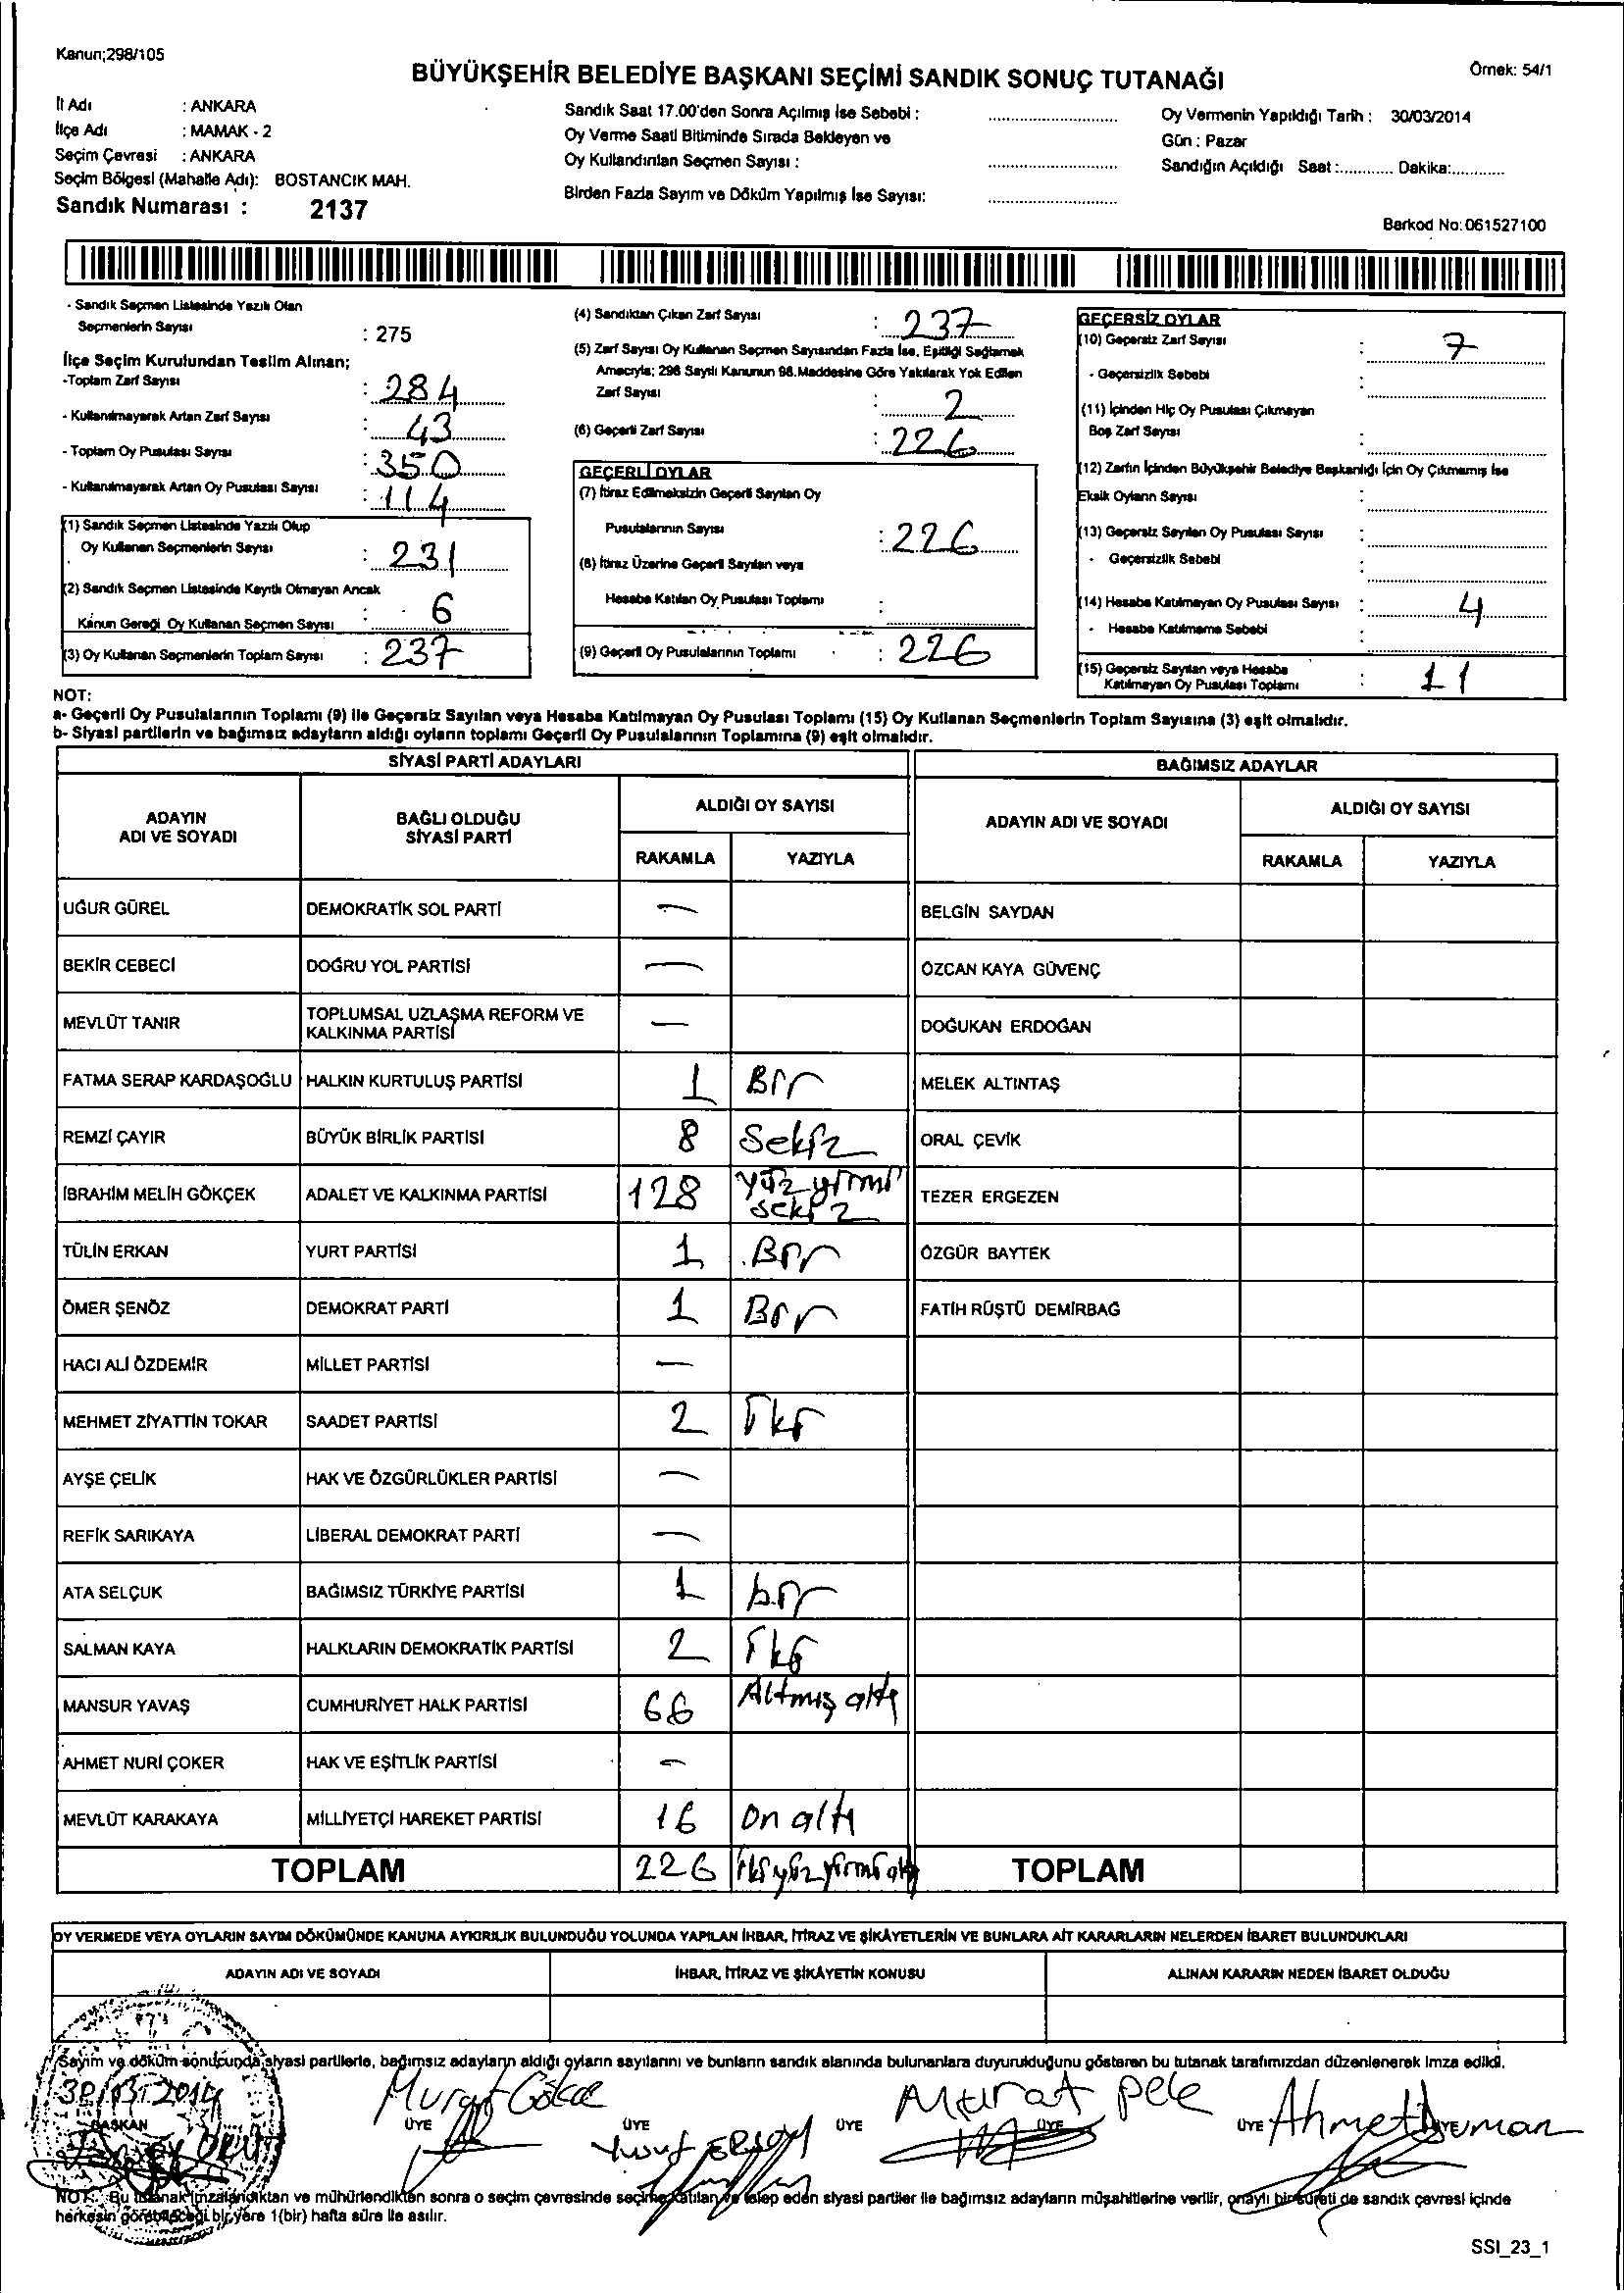 Kanun;298/105
BÜYÜKŞEHİR BELEDİYE BAŞKANI SEÇİMİ SANDIK SONUÇ TUTANAĞI
Örnek: 54/1
İl Adı : ANKARA
İlçe Adı : MAMAK - 2
Seçim Çevresi : ANKARA
Seçim Bölgesi (Mahalle Adı): BOSTANCIK MAH.
Sandık Numarası : 2137
Sandık Saat 17.00'den Sonra Açılmış İse Sebebi :
Oy Verme Saati Bitiminde Sırada Bekleyen ve
Oy Kullandırılan Seçmen Sayısı :
Birden Fazla Sayım ve Döküm Yapılmış İse Sayısı:
Oy Vermenin Yapıldığı Tarih : 30/03/2014
Gün : Pazar
Sandığın Açıldığı Saat :............ Dakika:............
Barkod No: 061527100
- Sandık Seçmen Listesinde Yazılı Olan
Seçmenlerin Sayısı : 275
İlçe Seçim Kurulundan Teslim Alınan;
-Toplam Zarf Sayısı : 284
- Kullanılmayarak Artan Zarf Sayısı : 43
- Toplam Oy Pusulası Sayısı : 350
- Kullanılmayarak Artan Oy Pusulası Sayısı : 114
(1) Sandık Seçmen Listesinde Yazılı Olup
Oy Kullanan Seçmenlerin Sayısı : 231
(2) Sandık Seçmen Listesinde Kayıtlı Olmayan Ancak
Kanun Gereği Oy Kullanan Seçmen Sayısı : 6
(3) Oy Kullanan Seçmenlerin Toplam Sayısı : 237
(4) Sandıktan Çıkan Zarf Sayısı : 237
(5) Zarf Sayısı Oy Kullanan Seçmen Sayısından Fazla İse, Eşitliği Sağlamak
Amacıyla; 298 Sayılı Kanunun 98.Maddesine Göre Yakılarak Yok Edilen
Zarf Sayısı : 2
(6) Geçerli Zarf Sayısı : 226
GEÇERLİ OYLAR
(7) İtiraz Edilmeksizin Geçerli Sayılan Oy
Pusulalarının Sayısı : 226
(8) İtiraz Üzerine Geçerli Sayılan veya
Hesaba Katılan Oy Pusulası Toplamı :
(9) Geçerli Oy Pusulalarının Toplamı : 226
GEÇERSİZ OYLAR
(10) Geçersiz Zarf Sayısı : 7
- Geçersizlik Sebebi :
(11) İçinden Hiç Oy Pusulası Çıkmayan
Boş Zarf Sayısı :
(12) Zarfın İçinden Büyükşehir Belediye Başkanlığı İçin Oy Çıkmamış İse
Eksik Oyların Sayısı :
(13) Geçersiz Sayılan Oy Pusulası Sayısı :
- Geçersizlik Sebebi :
(14) Hesaba Katılmayan Oy Pusulası Sayısı : 4
- Hesaba Katılmama Sebebi :
(15) Geçersiz Sayılan veya Hesaba
Katılmayan Oy Pusulası Toplamı : 11
NOT:
a- Geçerli Oy Pusulalarının Toplamı (9) ile Geçersiz Sayılan veya Hesaba Katılmayan Oy Pusulası Toplamı (15) Oy Kullanan Seçmenlerin Toplam Sayısına (3) eşit olmalıdır.
b- Siyasi partilerin ve bağımsız adayların aldığı oyların toplamı Geçerli Oy Pusulalarının Toplamına (9) eşit olmalıdır.
SİYASİ PARTİ ADAYLARI
BAĞIMSIZ ADAYLAR
ADAYIN ADI VE SOYADI
BAĞLI OLDUĞU SİYASİ PARTİ
ALDIĞI OY SAYISI
RAKAMLA YAZIYLA
ADAYIN ADI VE SOYADI
ALDIĞI OY SAYISI
RAKAMLA YAZIYLA
UĞUR GÜREL DEMOKRATİK SOL PARTİ — BELGİN SAYDAN
BEKİR CEBECİ DOĞRU YOL PARTİSİ — ÖZCAN KAYA GÜVENÇ
MEVLÜT TANIR TOPLUMSAL UZLAŞMA REFORM VE KALKINMA PARTİSİ — DOĞUKAN ERDOĞAN
FATMA SERAP KARDAŞOĞLU HALKIN KURTULUŞ PARTİSİ 1 Bir MELEK ALTINTAŞ
REMZİ ÇAYIR BÜYÜK BİRLİK PARTİSİ 8 Sekiz ORAL ÇEVİK
İBRAHİM MELİH GÖKÇEK ADALET VE KALKINMA PARTİSİ 128 yüz yirmi sekiz TEZER ERGEZEN
TÜLİN ERKAN YURT PARTİSİ 1 Bir ÖZGÜR BAYTEK
ÖMER ŞENÖZ DEMOKRAT PARTİ 1 Bir FATİH RÜŞTÜ DEMİRBAĞ
HACI ALİ ÖZDEMİR MİLLET PARTİSİ —
MEHMET ZİYATTİN TOKAR SAADET PARTİSİ 2 İki
AYŞE ÇELİK HAK VE ÖZGÜRLÜKLER PARTİSİ —
REFİK SARIKAYA LİBERAL DEMOKRAT PARTİ —
ATA SELÇUK BAĞIMSIZ TÜRKİYE PARTİSİ 1 bir
SALMAN KAYA HALKLARIN DEMOKRATİK PARTİSİ 2 İki
MANSUR YAVAŞ CUMHURİYET HALK PARTİSİ 66 Altmış altı
AHMET NURİ ÇOKER HAK VE EŞİTLİK PARTİSİ —
MEVLÜT KARAKAYA MİLLİYETÇİ HAREKET PARTİSİ 16 On altı
TOPLAM 226 İkiyüz yirmi altı TOPLAM
OY VERMEDE VEYA OYLARIN SAYIM DÖKÜMÜNDE KANUNA AYKIRILIK BULUNDUĞU YOLUNDA YAPILAN İHBAR, İTİRAZ VE ŞİKÂYETLERİN VE BUNLARA AİT KARARLARIN NELERDEN İBARET BULUNDUKLARI
ADAYIN ADI VE SOYADI İHBAR, İTİRAZ VE ŞİKÂYETİN KONUSU ALINAN KARARIN NEDEN İBARET OLDUĞU
Sayım ve döküm sonucunda siyasi partilerle, bağımsız adayların aldığı oyların sayılarını ve bunların sandık alanında bulunanlara duyurulduğunu gösteren bu tutanak tarafımızdan düzenlenerek imza edildi.
30/03/2014 Murat Gökce Murat pele
BAŞKAN ÜYE ÜYE ÜYE ÜYE ÜYE Ahmet
Yusuf ERSOY
NOT: Bu tutanak imzalandıktan ve mühürlendikten sonra o seçim çevresinde seçime katılan ve talep eden siyasi partiler ile bağımsız adayların müşahitlerine verilir, onaylı bir sureti de sandık çevresi içinde
herkesin görebileceği bir yere 1(bir) hafta süre ile asılır.
SSI_23_1